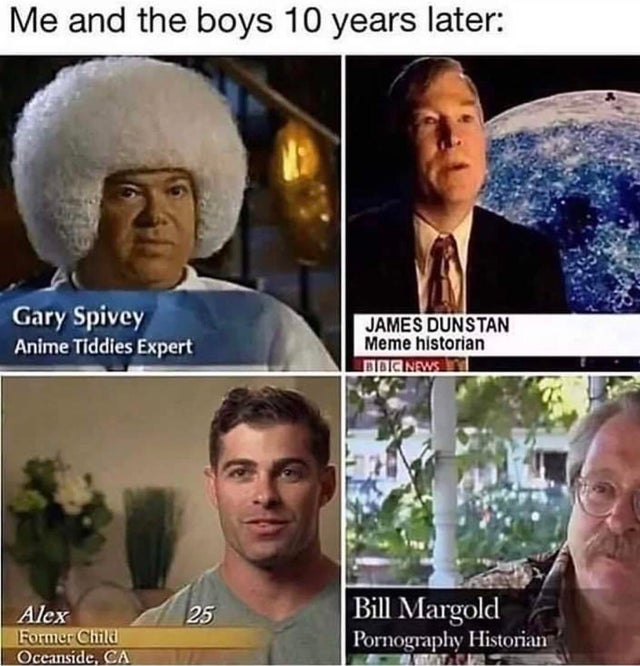 Me and the boys 10 years later:
Gary Spivey
Anime Tiddies Expert
JAMES DUNSTAN
Meme historian
BBC NEWS
Alex 25
Former Child
Oceanside, CA
Bill Margold
Pornography Historian